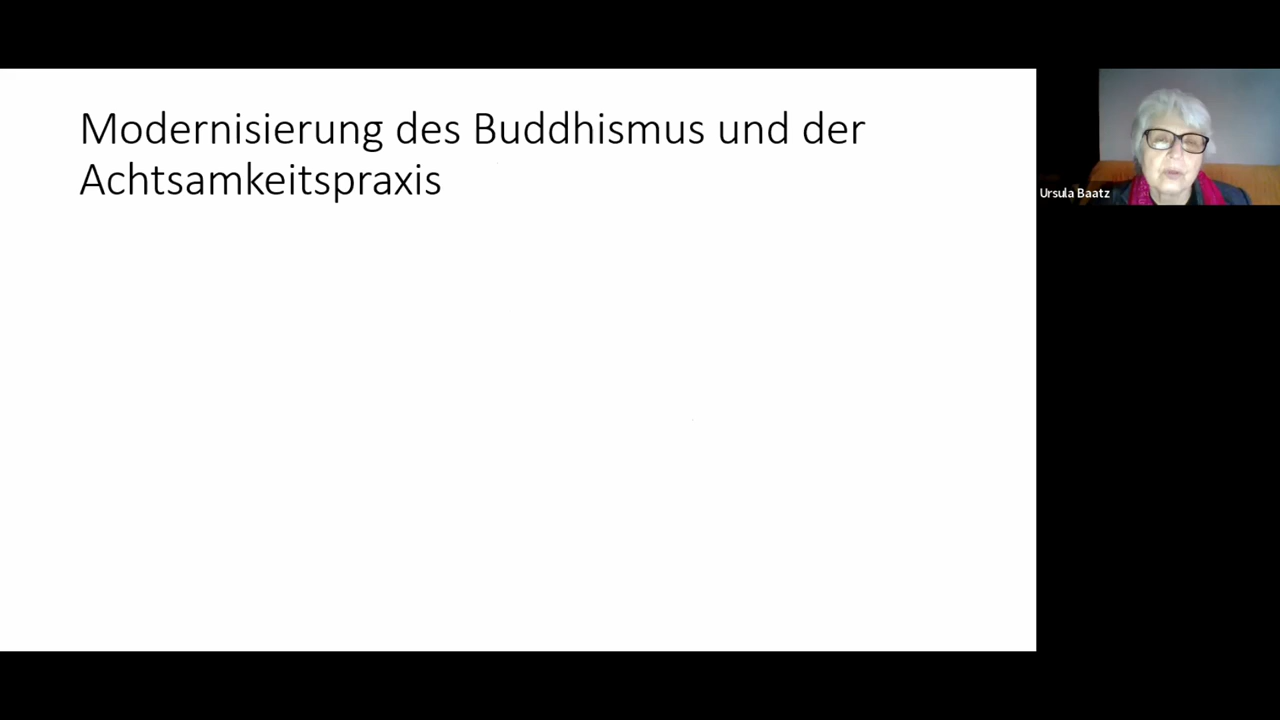 Modernisierung des Buddhismus und der
Achtsamkeitspraxis
Ursula Baatz